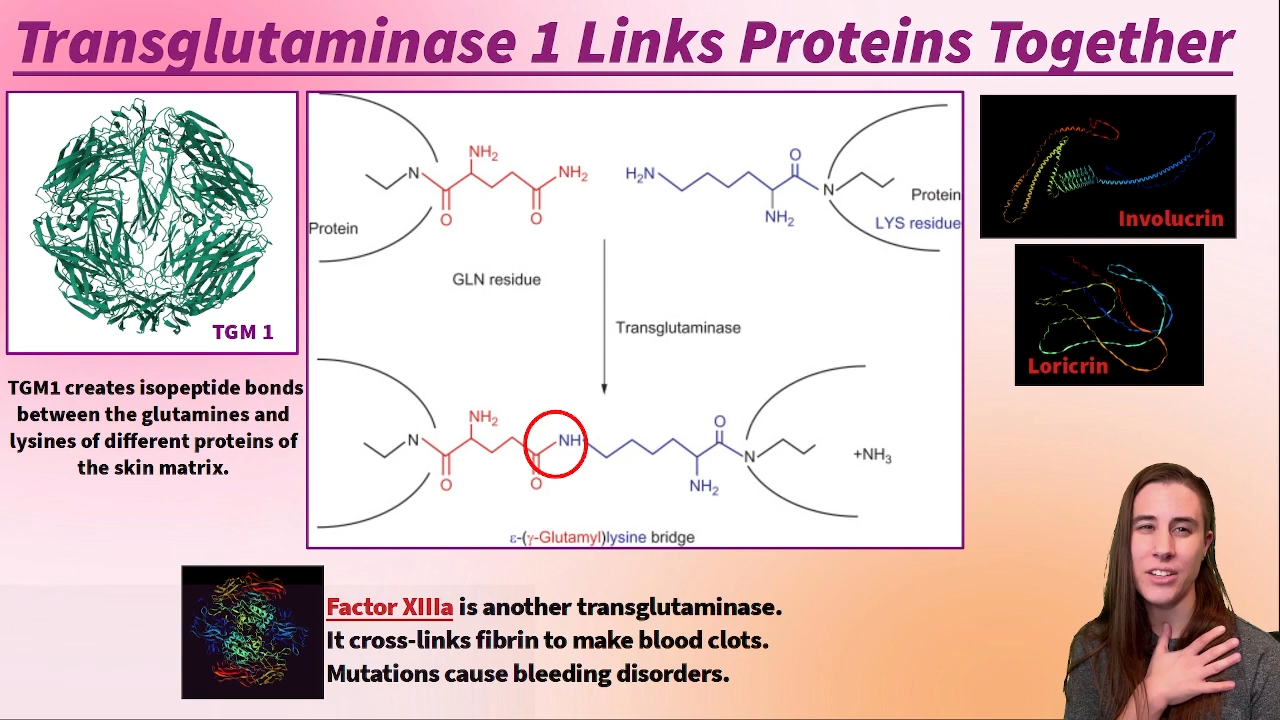 Transglutaminase 1 Links Proteins Together
TGM 1
TGM1 creates isopeptide bonds
between the glutamines and
lysines of different proteins of
the skin matrix.
NH₂
N
NH₂
O
O
Protein
GLN residue
H₂N
O
N
NH₂
Protein
LYS residue
Transglutaminase
NH₂
N
NH
O
O
O
N
NH₂
+NH₃
ε-(γ-Glutamyl)lysine bridge
Involucrin
Loricrin
Factor XIIIa is another transglutaminase.
It cross-links fibrin to make blood clots.
Mutations cause bleeding disorders.